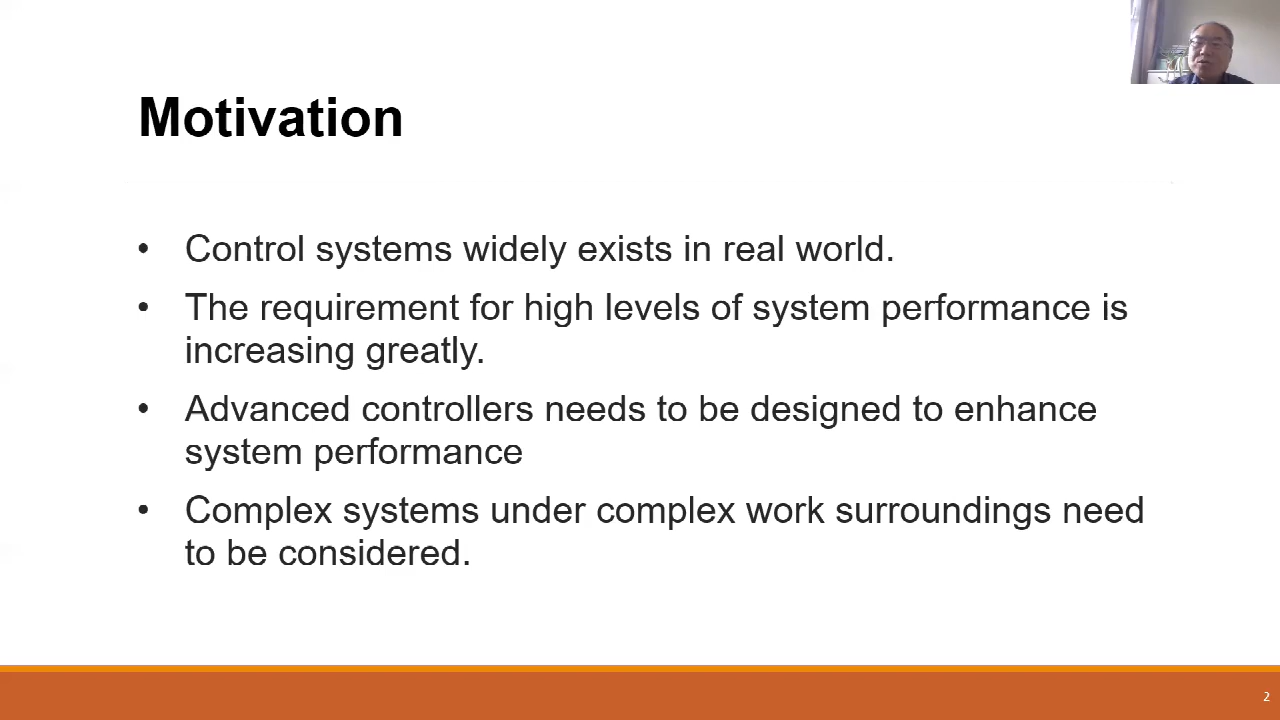 Motivation
• Control systems widely exists in real world.
• The requirement for high levels of system performance is
increasing greatly.
• Advanced controllers needs to be designed to enhance
system performance
• Complex systems under complex work surroundings need
to be considered.
2